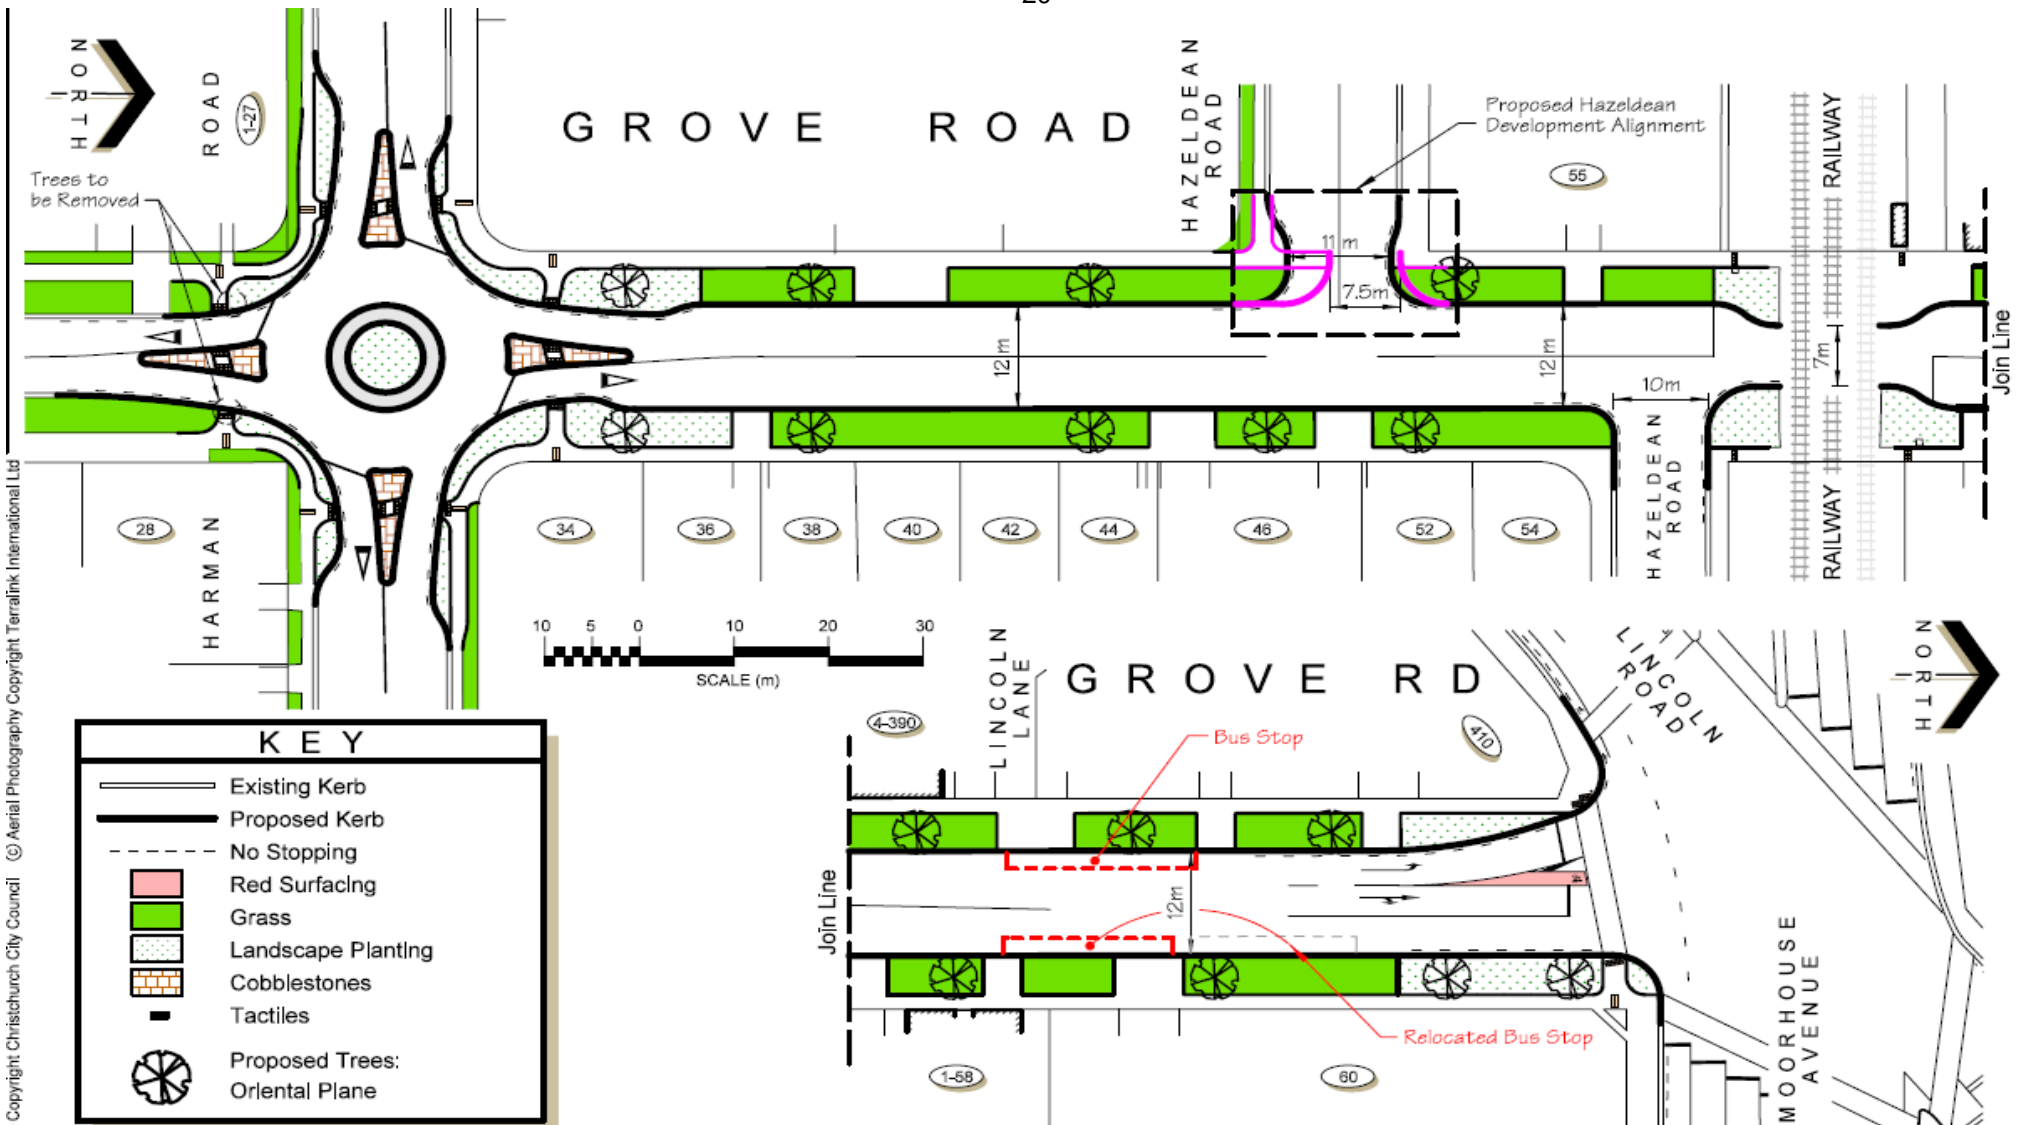 NORTH
ROAD
1-27
Trees to
be Removed
GROVE ROAD
HAZELDEAN
ROAD
Proposed Hazeldean
Development Alignment
55
RAILWAY
11 m
7.5m
12m
12m
7m
10m
Join Line
RAILWAY
HAZELDEAN
ROAD
HARMAN
28
34
36
38
40
42
44
46
52
54
10 5 0 10 20 30
SCALE (m)
KEY
Existing Kerb
Proposed Kerb
No Stopping
Red Surfacing
Grass
Landscape Planting
Cobblestones
Tactiles
Proposed Trees:
Oriental Plane
LINCOLN
LANE
GROVE RD
LINCOLN
ROAD
NORTH
4-390
410
Bus Stop
Join Line
12m
Relocated Bus Stop
1-58
60
MOORHOUSE
AVENUE
Copyright Christchurch City Council (c) Aerial Photography Copyright Terralink International Ltd